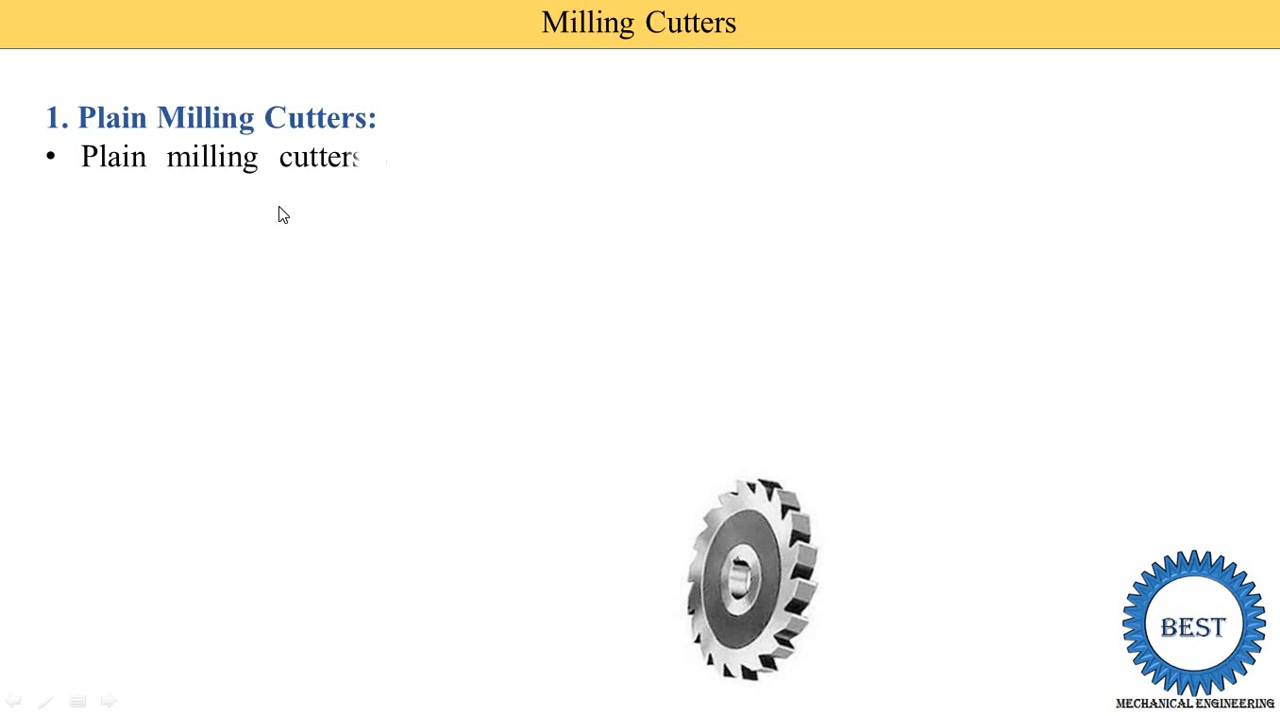 Milling Cutters
1. Plain Milling Cutters:
• Plain milling cutters
BEST
MECHANICAL ENGINEERING